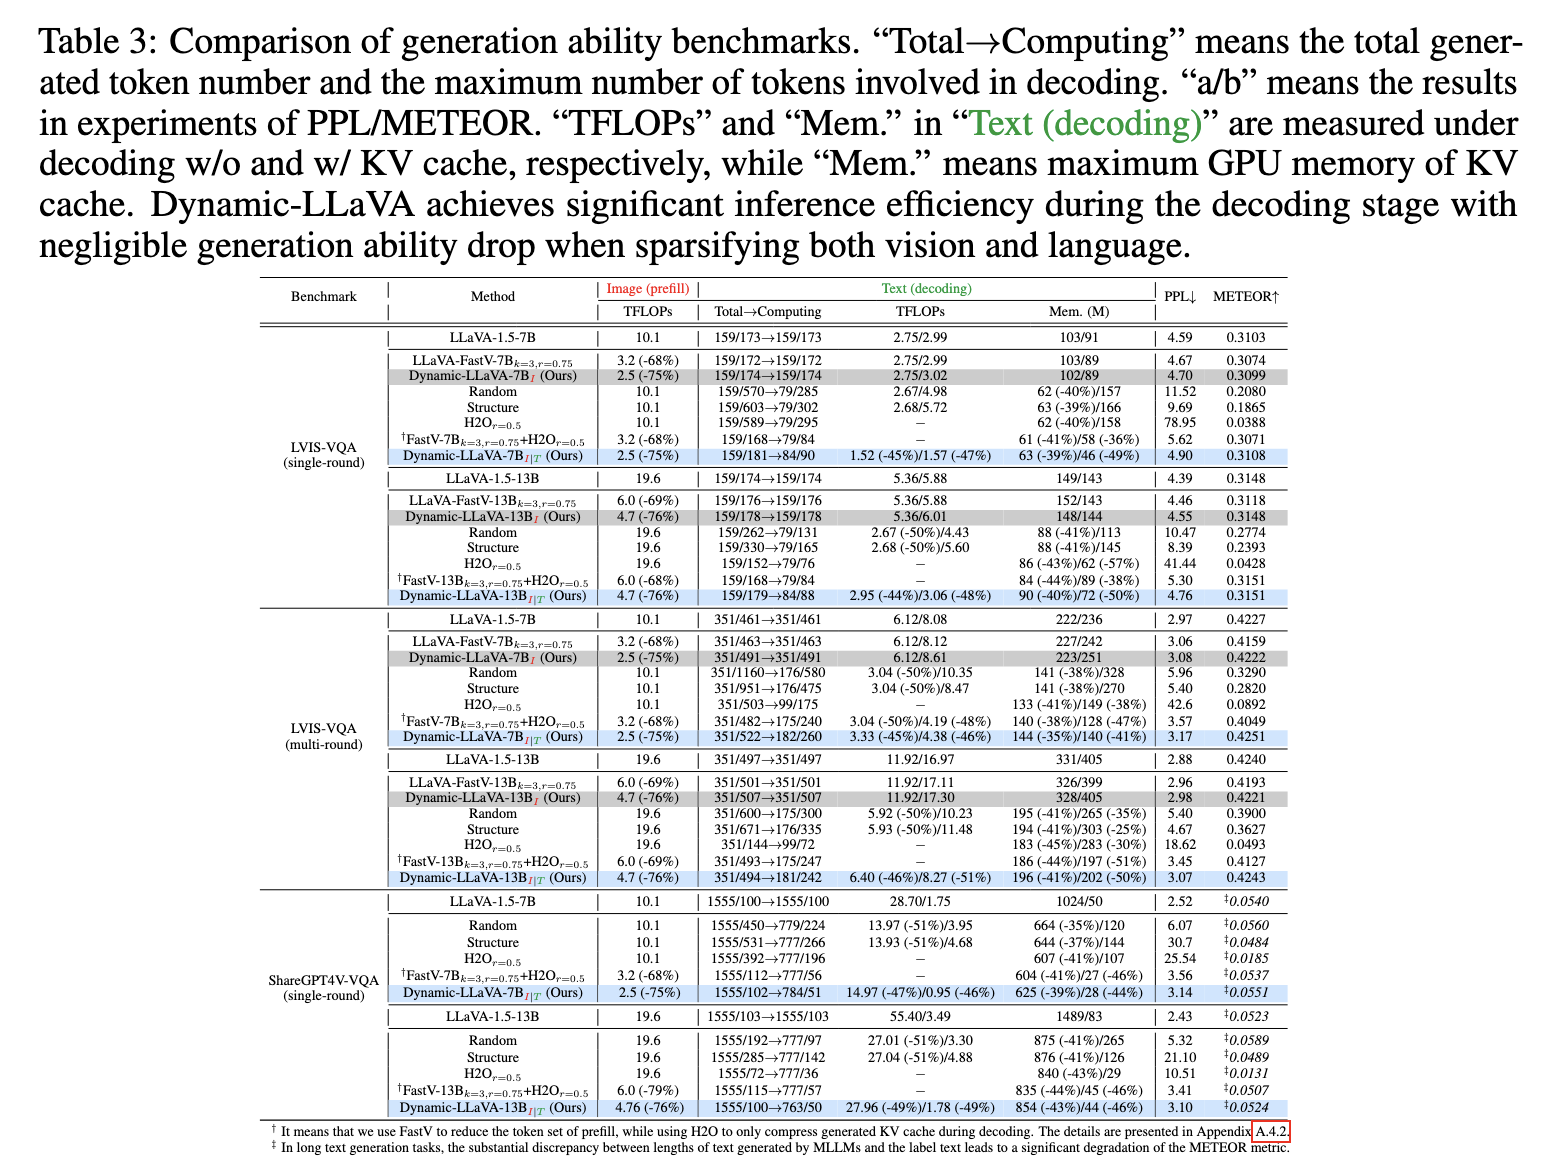 Table 3: Comparison of generation ability benchmarks. “Total→Computing” means the total gener-
ated token number and the maximum number of tokens involved in decoding. “a/b” means the results
in experiments of PPL/METEOR. “TFLOPs” and “Mem.” in “Text (decoding)” are measured under
decoding w/o and w/ KV cache, respectively, while “Mem.” means maximum GPU memory of KV
cache. Dynamic-LLaVA achieves significant inference efficiency during the decoding stage with
negligible generation ability drop when sparsifying both vision and language.
Benchmark Method Image (prefill) Text (decoding) PPL↓ METEOR↑
TFLOPs Total→Computing TFLOPs Mem. (M)
LVIS-VQA (single-round)
LLaVA-1.5-7B 10.1 159/173→159/173 2.75/2.99 103/91 4.59 0.3103
LLaVA-FastV-7Bk=3,r=0.75 3.2 (-68%) 159/172→159/172 2.75/2.99 103/89 4.67 0.3074
Dynamic-LLaVA-7BI (Ours) 2.5 (-75%) 159/174→159/174 2.75/3.02 102/89 4.70 0.3099
Random 10.1 159/570→79/285 2.67/4.98 62 (-40%)/157 11.52 0.2080
Structure 10.1 159/603→79/302 2.68/5.72 63 (-39%)/166 9.69 0.1865
H2Or=0.5 10.1 159/589→79/295 – 62 (-40%)/158 78.95 0.0388
†FastV-7Bk=3,r=0.75+H2Or=0.5 3.2 (-68%) 159/168→79/84 – 61 (-41%)/58 (-36%) 5.62 0.3071
Dynamic-LLaVA-7BI|T (Ours) 2.5 (-75%) 159/181→84/90 1.52 (-45%)/1.57 (-47%) 63 (-39%)/46 (-49%) 4.90 0.3108
LLaVA-1.5-13B 19.6 159/174→159/174 5.36/5.88 149/143 4.39 0.3148
LLaVA-FastV-13Bk=3,r=0.75 6.0 (-69%) 159/176→159/176 5.36/5.88 152/143 4.46 0.3118
Dynamic-LLaVA-13BI (Ours) 4.7 (-76%) 159/178→159/178 5.36/6.01 148/144 4.55 0.3148
Random 19.6 159/262→79/131 2.67 (-50%)/4.43 88 (-41%)/113 10.47 0.2774
Structure 19.6 159/330→79/165 2.68 (-50%)/5.60 88 (-41%)/145 8.39 0.2393
H2Or=0.5 19.6 159/152→79/76 – 86 (-43%)/62 (-57%) 41.44 0.0428
†FastV-13Bk=3,r=0.75+H2Or=0.5 6.0 (-68%) 159/168→79/84 – 84 (-44%)/89 (-38%) 5.30 0.3151
Dynamic-LLaVA-13BI|T (Ours) 4.7 (-76%) 159/179→84/88 2.95 (-44%)/3.06 (-48%) 90 (-40%)/72 (-50%) 4.76 0.3151
LVIS-VQA (multi-round)
LLaVA-1.5-7B 10.1 351/461→351/461 6.12/8.08 222/236 2.97 0.4227
LLaVA-FastV-7Bk=3,r=0.75 3.2 (-68%) 351/463→351/463 6.12/8.12 227/242 3.06 0.4159
Dynamic-LLaVA-7BI (Ours) 2.5 (-75%) 351/491→351/491 6.12/8.61 223/251 3.08 0.4222
Random 10.1 351/1160→176/580 3.04 (-50%)/10.35 141 (-38%)/328 5.96 0.3290
Structure 10.1 351/951→176/475 3.04 (-50%)/8.47 141 (-38%)/270 5.40 0.2820
H2Or=0.5 10.1 351/503→99/175 – 133 (-41%)/149 (-38%) 42.6 0.0892
†FastV-7Bk=3,r=0.75+H2Or=0.5 3.2 (-68%) 351/482→175/240 3.04 (-50%)/4.19 (-48%) 140 (-38%)/128 (-47%) 3.57 0.4049
Dynamic-LLaVA-7BI|T (Ours) 2.5 (-75%) 351/522→182/260 3.33 (-45%)/4.38 (-46%) 144 (-35%)/140 (-41%) 3.17 0.4251
LLaVA-1.5-13B 19.6 351/497→351/497 11.92/16.97 331/405 2.88 0.4240
LLaVA-FastV-13Bk=3,r=0.75 6.0 (-69%) 351/501→351/501 11.92/17.11 326/399 2.96 0.4193
Dynamic-LLaVA-13BI (Ours) 4.7 (-76%) 351/507→351/507 11.92/17.30 328/405 2.98 0.4221
Random 19.6 351/600→175/300 5.92 (-50%)/10.23 195 (-41%)/265 (-35%) 5.40 0.3900
Structure 19.6 351/671→176/335 5.93 (-50%)/11.48 194 (-41%)/303 (-25%) 4.67 0.3627
H2Or=0.5 19.6 351/144→99/72 – 183 (-45%)/283 (-30%) 18.62 0.0493
†FastV-13Bk=3,r=0.75+H2Or=0.5 6.0 (-69%) 351/493→175/247 – 186 (-44%)/197 (-51%) 3.45 0.4127
Dynamic-LLaVA-13BI|T (Ours) 4.7 (-76%) 351/494→181/242 6.40 (-46%)/8.27 (-51%) 196 (-41%)/202 (-50%) 3.07 0.4243
ShareGPT4V-VQA (single-round)
LLaVA-1.5-7B 10.1 1555/100→1555/100 28.70/1.75 1024/50 2.52 ‡0.0540
Random 10.1 1555/450→779/224 13.97 (-51%)/3.95 664 (-35%)/120 6.07 ‡0.0560
Structure 10.1 1555/531→777/266 13.93 (-51%)/4.68 644 (-37%)/144 30.7 ‡0.0484
H2Or=0.5 10.1 1555/392→777/196 – 607 (-41%)/107 25.54 ‡0.0185
†FastV-7Bk=3,r=0.75+H2Or=0.5 3.2 (-68%) 1555/112→777/56 – 604 (-41%)/27 (-46%) 3.56 ‡0.0537
Dynamic-LLaVA-7BI|T (Ours) 2.5 (-75%) 1555/102→784/51 14.97 (-47%)/0.95 (-46%) 625 (-39%)/28 (-44%) 3.14 ‡0.0551
LLaVA-1.5-13B 19.6 1555/103→1555/103 55.40/3.49 1489/83 2.43 ‡0.0523
Random 19.6 1555/192→777/97 27.01 (-51%)/3.30 875 (-41%)/265 5.32 ‡0.0589
Structure 19.6 1555/285→777/142 27.04 (-51%)/4.88 876 (-41%)/126 21.10 ‡0.0489
H2Or=0.5 19.6 1555/72→777/36 – 840 (-43%)/29 10.51 ‡0.0131
†FastV-13Bk=3,r=0.75+H2Or=0.5 6.0 (-79%) 1555/115→777/57 – 835 (-44%)/45 (-46%) 3.41 ‡0.0507
Dynamic-LLaVA-13BI|T (Ours) 4.76 (-76%) 1555/100→763/50 27.96 (-49%)/1.78 (-49%) 854 (-43%)/44 (-46%) 3.10 ‡0.0524
† It means that we use FastV to reduce the token set of prefill, while using H2O to only compress generated KV cache during decoding. The details are presented in Appendix A.4.2.
‡ In long text generation tasks, the substantial discrepancy between lengths of text generated by MLLMs and the label text leads to a significant degradation of the METEOR metric.